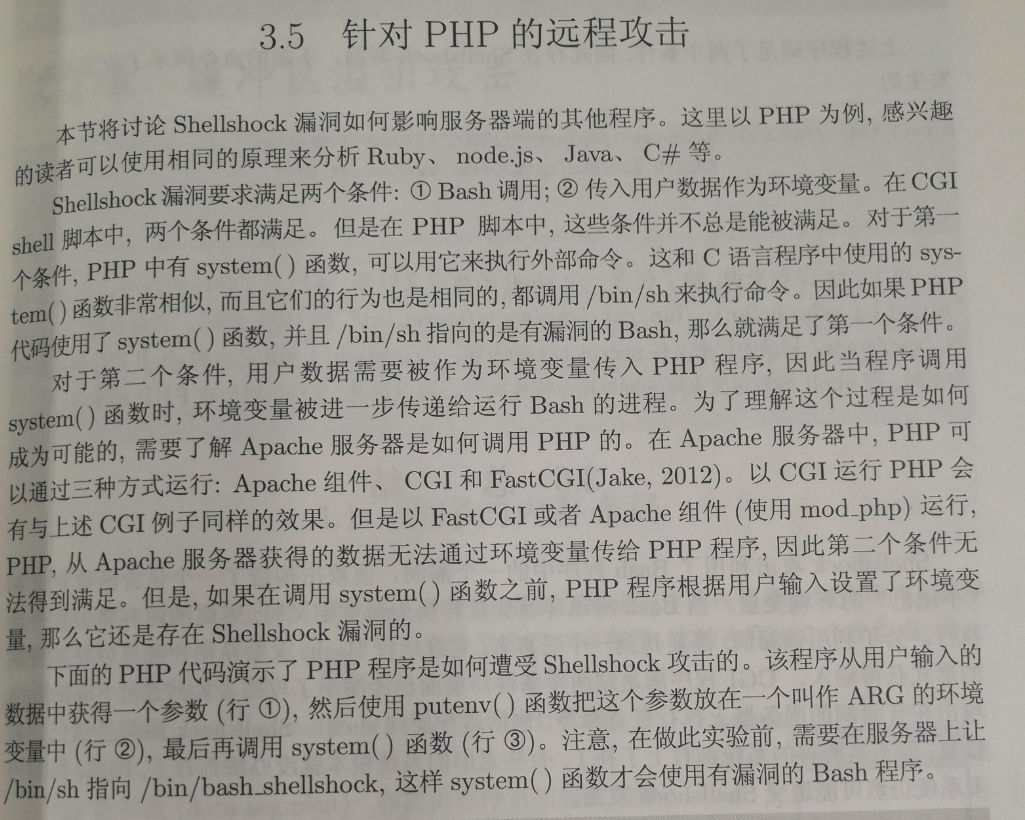 3.5 针对 PHP 的远程攻击
本节将讨论 Shellshock 漏洞如何影响服务器端的其他程序。这里以 PHP 为例, 感兴趣
的读者可以使用相同的原理来分析 Ruby、 node.js、 Java、 C# 等。
Shellshock 漏洞要求满足两个条件: ① Bash 调用; ② 传入用户数据作为环境变量。在 CGI
shell 脚本中, 两个条件都满足。但是在 PHP 脚本中, 这些条件并不总是能被满足。对于第一
个条件, PHP 中有 system( ) 函数, 可以用它来执行外部命令。这和 C 语言程序中使用的 sys-
tem( ) 函数非常相似, 而且它们的行为也是相同的, 都调用 /bin/sh 来执行命令。因此如果 PHP
代码使用了 system( ) 函数, 并且 /bin/sh 指向的是有漏洞的 Bash, 那么就满足了第一个条件。
对于第二个条件, 用户数据需要被作为环境变量传入 PHP 程序, 因此当程序调用
system( ) 函数时, 环境变量被进一步传递给运行 Bash 的进程。为了理解这个过程是如何
成为可能的, 需要了解 Apache 服务器是如何调用 PHP 的。在 Apache 服务器中, PHP 可
以通过三种方式运行: Apache 组件、 CGI 和 FastCGI(Jake, 2012)。以 CGI 运行 PHP 会
有与上述 CGI 例子同样的效果。但是以 FastCGI 或者 Apache 组件 (使用 mod_php) 运行,
PHP, 从 Apache 服务器获得的数据无法通过环境变量传给 PHP 程序, 因此第二个条件无
法得到满足。但是, 如果在调用 system( ) 函数之前, PHP 程序根据用户输入设置了环境变
量, 那么它还是存在 Shellshock 漏洞的。
下面的 PHP 代码演示了 PHP 程序是如何遭受 Shellshock 攻击的。该程序从用户输入的
数据中获得一个参数 (行 ①), 然后使用 putenv( ) 函数把这个参数放在一个叫作 ARG 的环境
变量中 (行 ②), 最后再调用 system( ) 函数 (行 ③)。注意, 在做此实验前, 需要在服务器上让
/bin/sh 指向 /bin/bash_shellshock, 这样 system( ) 函数才会使用有漏洞的 Bash 程序。